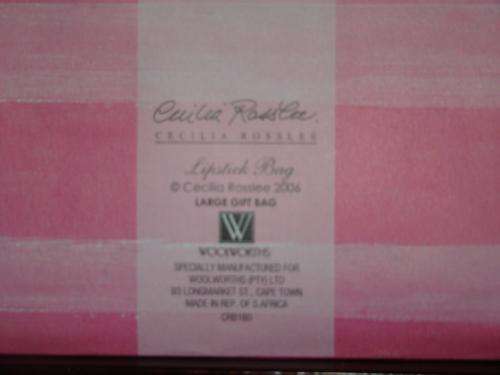 Cecilia Rosslee.
CECILIA ROSSLEE
Lipstick Bag
© Cecilia Rosslee 2006
LARGE GIFT BAG
W
WOOLWORTHS
SPECIALLY MANUFACTURED FOR
WOOLWORTHS (PTY) LTD
93 LONGMARKET ST., CAPE TOWN
MADE IN REP. OF S.AFRICA